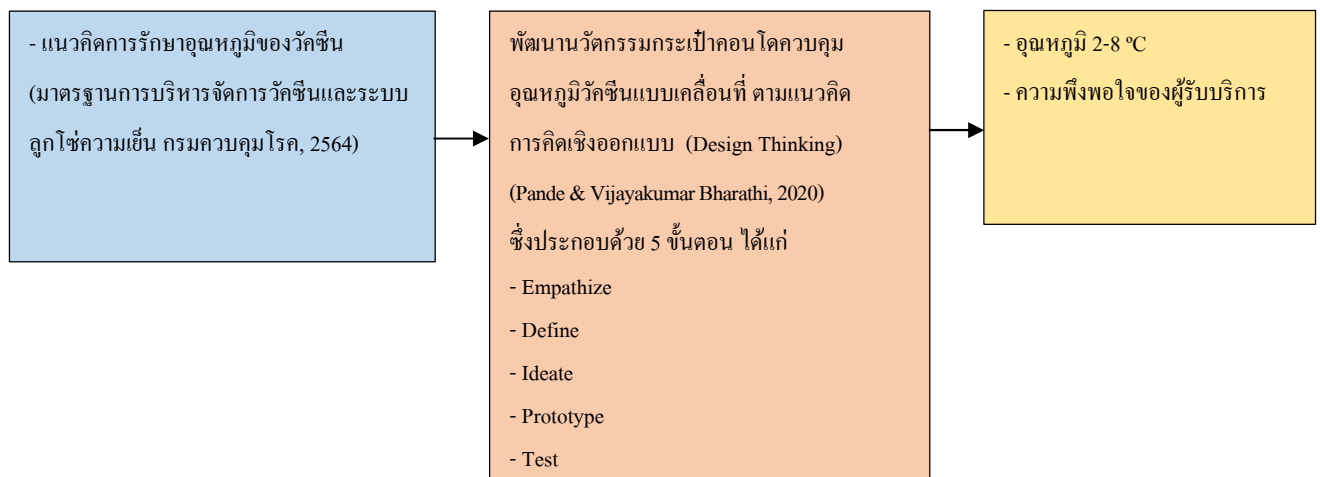 - แนวคิดการรักษาอุณหภูมิของวัคซีน
(มาตรฐานการบริหารจัดการวัคซีนและระบบ
ลูกโซ่ความเย็น กรมควบคุมโรค, 2564)
พัฒนานวัตกรรมกระเป๋าคอนโดควบคุม
อุณหภูมิวัคซีนแบบเคลื่อนที่ ตามแนวคิด
การคิดเชิงออกแบบ (Design Thinking)
(Pande & Vijayakumar Bharathi, 2020)
ซึ่งประกอบด้วย 5 ขั้นตอน ได้แก่
- Empathize
- Define
- Ideate
- Prototype
- Test
- อุณหภูมิ 2-8 ºC
- ความพึงพอใจของผู้รับบริการ